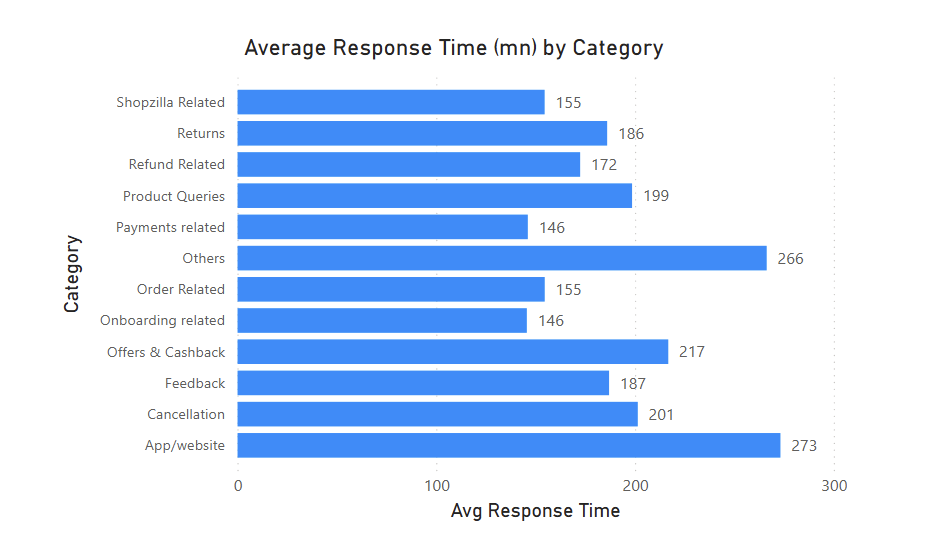 Average Response Time (mn) by Category
Shopzilla Related 155
Returns 186
Refund Related 172
Product Queries 199
Payments related 146
Others 266
Order Related 155
Onboarding related 146
Offers & Cashback 217
Feedback 187
Cancellation 201
App/website 273
Category
0 100 200 300
Avg Response Time